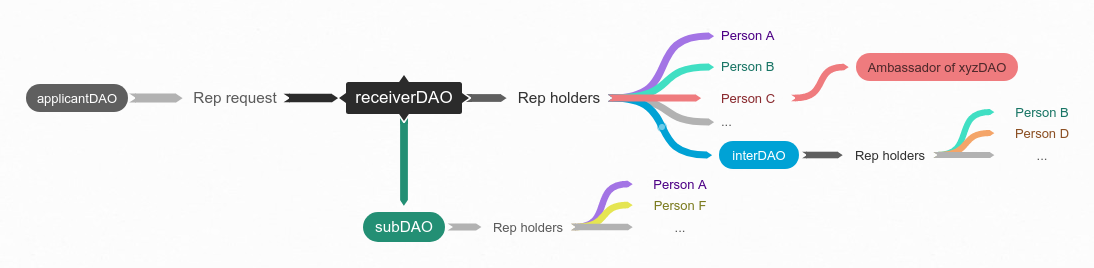 applicantDAO
Rep request
receiverDAO
Rep holders
Person A
Person B
Person C
Ambassador of xyzDAO
...
interDAO
Rep holders
Person B
Person D
...
subDAO
Rep holders
Person A
Person F
...